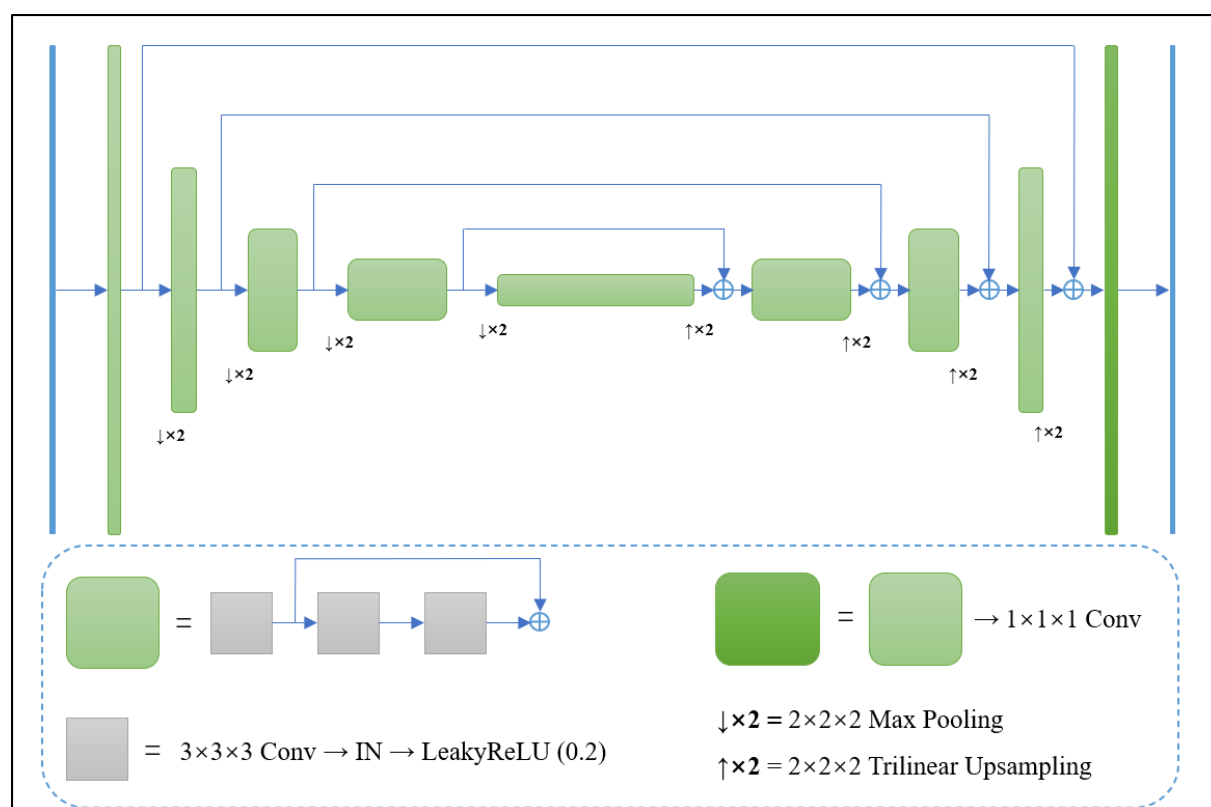 ↓×2
↑×2
↓×2
↑×2
↓×2
↑×2
↓×2
↑×2
=
= → 1×1×1 Conv
= 3×3×3 Conv → IN → LeakyReLU (0.2)
↓×2 = 2×2×2 Max Pooling
↑×2 = 2×2×2 Trilinear Upsampling